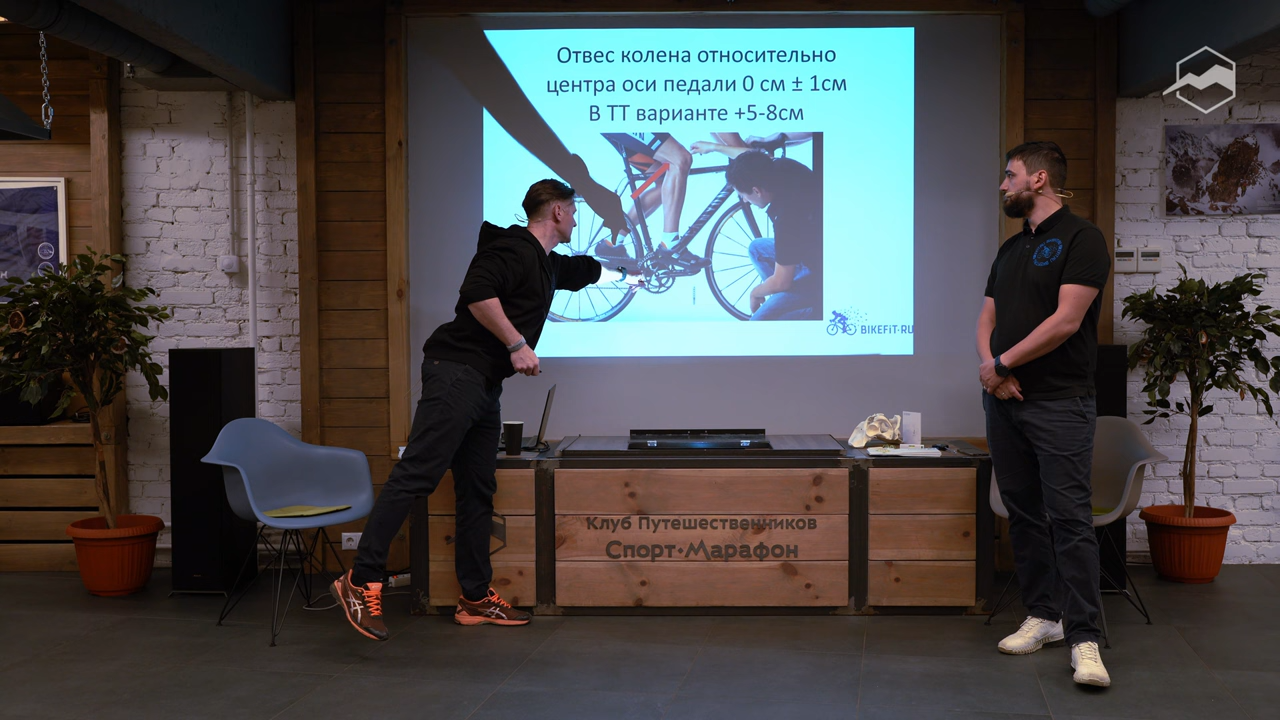 Отвес колена относительно
центра оси педали 0 см ± 1см
В ТТ варианте +5-8см
BIKEFiT-RU
Клуб Путешественников
Спорт-Марафон